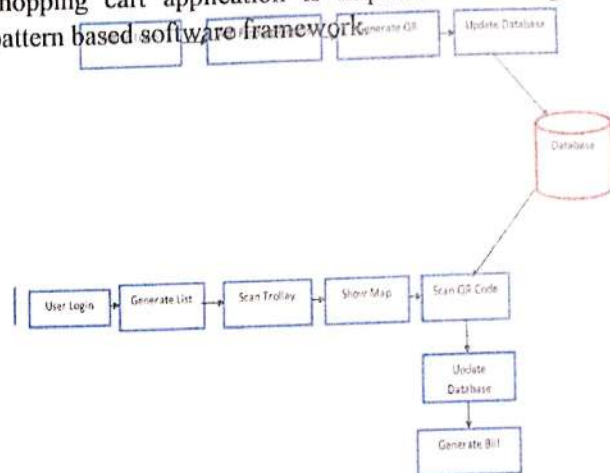 hopping cart application is
pattern based software framework.
Generate QR
Update Database
Database
User Login
Generate List
Scan Trolley
Show Map
Scan QR Code
Update
Database
Generate Bill